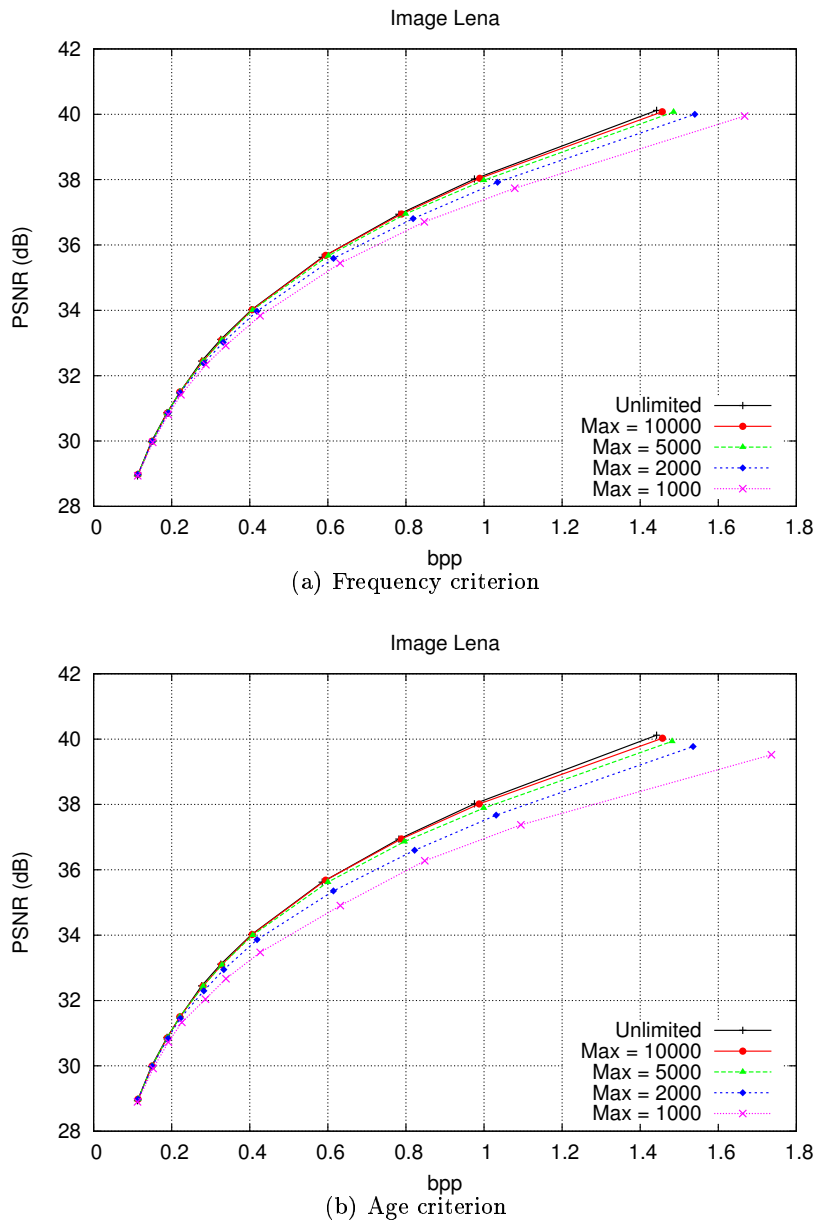 Image Lena
42
40
38
36
34
32
30
28
PSNR (dB)
Unlimited
Max = 10000
Max = 5000
Max = 2000
Max = 1000
0 0.2 0.4 0.6 0.8 1 1.2 1.4 1.6 1.8
bpp
(a) Frequency criterion
Image Lena
42
40
38
36
34
32
30
28
PSNR (dB)
Unlimited
Max = 10000
Max = 5000
Max = 2000
Max = 1000
0 0.2 0.4 0.6 0.8 1 1.2 1.4 1.6 1.8
bpp
(b) Age criterion